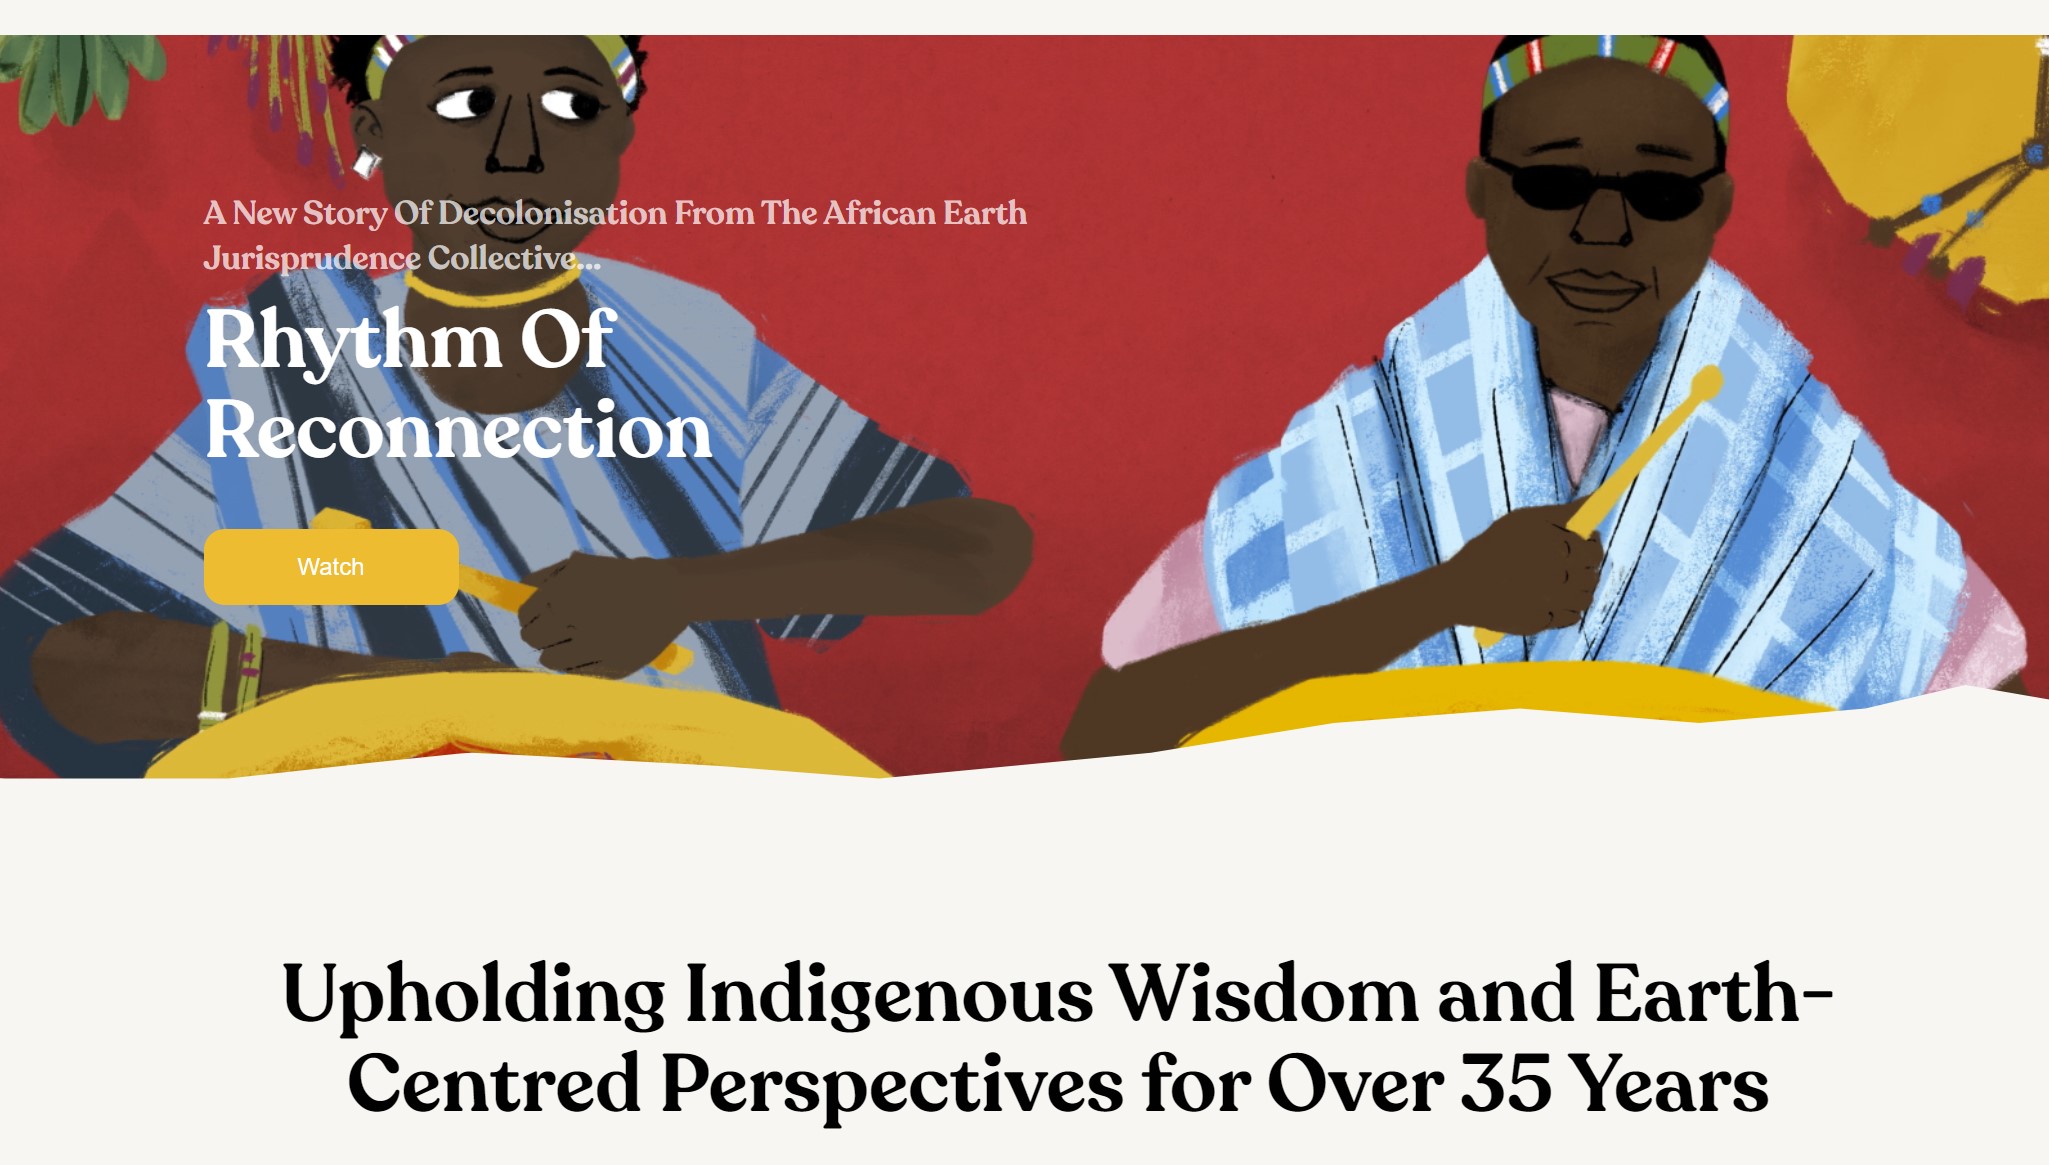 A New Story Of Decolonisation From The African Earth
Jurisprudence Collective...
Rhythm Of
Reconnection
Watch
Upholding Indigenous Wisdom and Earth-
Centred Perspectives for Over 35 Years